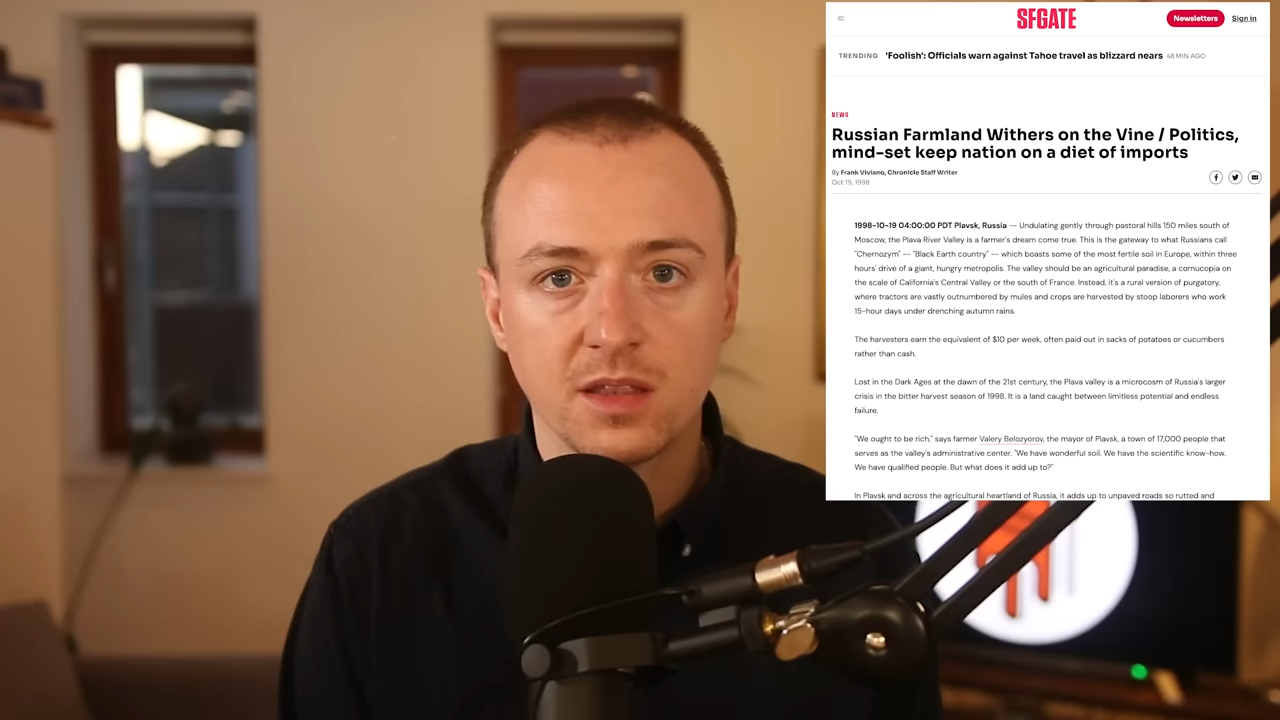 SFGATE
Newsletters
Sign in
TRENDING
'Foolish': Officials warn against Tahoe travel as blizzard nears 48 MIN AGO
NEWS
Russian Farmland Withers on the Vine / Politics,
mind-set keep nation on a diet of imports
By Frank Viviano, Chronicle Staff Writer
Oct 19, 1998
1998-10-19 04:00:00 PDT Plavsk, Russia -- Undulating gently through pastoral hills 150 miles south of
Moscow, the Plava River Valley is a farmer's dream come true. This is the gateway to what Russians call
"Chernozym" -- "Black Earth country" -- which boasts some of the most fertile soil in Europe, within three
hours' drive of a giant, hungry metropolis. The valley should be an agricultural paradise, a cornucopia on
the scale of California's Central Valley or the south of France. Instead, it's a rural version of purgatory,
where tractors are vastly outnumbered by mules and crops are harvested by stoop laborers who work
15-hour days under drenching autumn rains.
The harvesters earn the equivalent of $10 per week, often paid out in sacks of potatoes or cucumbers
rather than cash.
Lost in the Dark Ages at the dawn of the 21st century, the Plava valley is a microcosm of Russia's larger
crisis in the bitter harvest season of 1998. It is a land caught between limitless potential and endless
failure.
"We ought to be rich," says farmer Valery Belozyorov, the mayor of Plavsk, a town of 17,000 people that
serves as the valley's administrative center. "We have wonderful soil. We have the scientific know-how.
We have qualified people. But what does it add up to?"
In Plavsk and across the agricultural heartland of Russia, it adds up to unpaved roads so rutted and